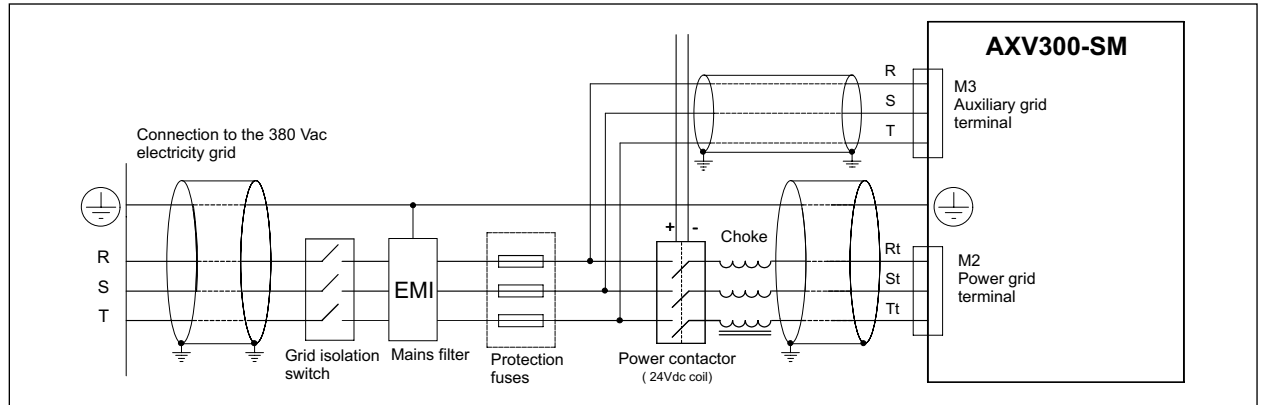 AXV300-SM
R
S
T
M3
Auxiliary grid
terminal
Connection to the 380 Vac
electricity grid
+ -
Choke
R
S
T
EMI
Rt
St
Tt
M2
Power grid
terminal
Grid isolation
switch
Mains filter
Protection
fuses
Power contactor
( 24Vdc coil)